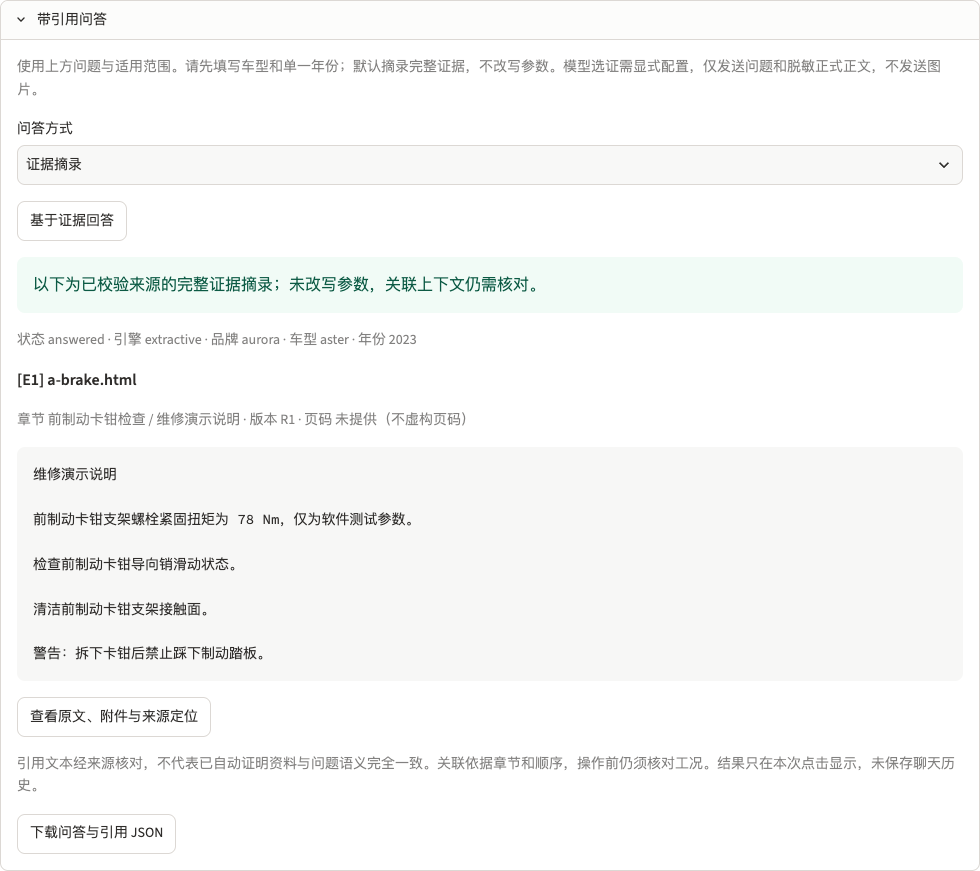 带引用问答
使用上方问题与适用范围。请先填写车型和单一年份；默认摘录完整证据，不改写参数。模型选证需显式配置，仅发送问题和脱敏正式正文，不发送图
片。
问答方式
证据摘录
基于证据回答
以下为已校验来源的完整证据摘录；未改写参数，关联上下文仍需核对。
状态 answered · 引擎 extractive · 品牌 aurora · 车型 aster · 年份 2023
[E1] a-brake.html
章节 前制动卡钳检查 / 维修演示说明 · 版本 R1 · 页码 未提供（不虚构页码）
维修演示说明
前制动卡钳支架螺栓紧固扭矩为 78 Nm，仅为软件测试参数。
检查前制动卡钳导向销滑动状态。
清洁前制动卡钳支架接触面。
警告：拆下卡钳后禁止踩下制动踏板。
查看原文、附件与来源定位
引用文本经来源核对，不代表已自动证明资料与问题语义完全一致。关联依据章节和顺序，操作前仍须核对工况。结果只在本次点击显示，未保存聊天历
史。
下载问答与引用 JSON